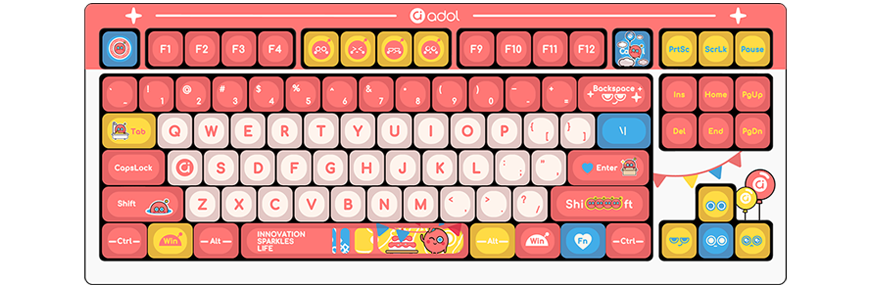 adol
F1 F2 F3 F4 F9 F10 F11 F12 PrtSc ScrLk Pause
` ! @ # $ % ^ & * ( ) - + Backspace Ins Home PgUp
_ 1 2 3 4 5 6 7 8 9 0 _ =
Tab Q W E R T Y U I O P { [ } ] \| Del End PgDn
CapsLock S D F G H J K L : ; " , Enter
Shift Z X C V B N M < , > . ? / Shift
Ctrl Win Alt INNOVATION SPARKLES LIFE Alt Win Fn Ctrl